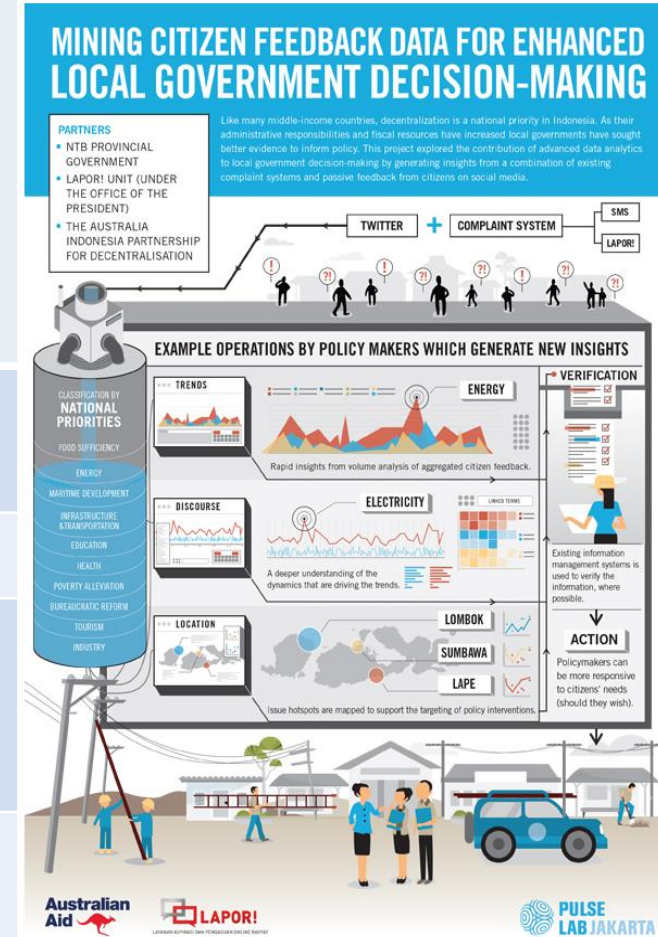 MINING CITIZEN FEEDBACK DATA FOR ENHANCED
LOCAL GOVERNMENT DECISION-MAKING
Like many middle-income countries, decentralization is a national priority in Indonesia. As their
administrative responsibilities and fiscal resources have increased local governments have sought
better evidence to inform policy. This project explored the contribution of advanced data analytics
to local government decision-making by generating insights from a combination of existing
complaint systems and passive feedback from citizens on social media.
PARTNERS
▪ NTB PROVINCIAL
GOVERNMENT
▪ LAPOR! UNIT (UNDER
THE OFFICE OF THE
PRESIDENT)
▪ THE AUSTRALIA
INDONESIA PARTNERSHIP
FOR DECENTRALISATION
TWITTER + COMPLAINT SYSTEM
SMS
LAPOR!
! ?! ! ?! ?! ! ?! ?!
EXAMPLE OPERATIONS BY POLICY MAKERS WHICH GENERATE NEW INSIGHTS
CLASSIFICATION BY
NATIONAL
PRIORITIES
FOOD SUFFICIENCY
ENERGY
MARITIME DEVELOPMENT
INFRASTRUCTURE
& TRANSPORTATION
EDUCATION
HEALTH
POVERTY ALLEVIATION
BUREAUCRATIC REFORM
TOURISM
INDUSTRY
TRENDS
ENERGY
Rapid insights from volume analysis of aggregated citizen feedback.
DISCOURSE
ELECTRICITY
LINKED TERMS
A deeper understanding of the
dynamics that are driving the trends.
LOCATION
LOMBOK
SUMBAWA
LAPE
Issue hotspots are mapped to support the targeting of policy interventions.
VERIFICATION
Existing information
management systems is
used to verify the
information, where
possible.
ACTION
Policymakers can
be more responsive
to citizens' needs
(should they wish).
Australian
Aid
LAPOR!
LAYANAN ASPIRASI DAN PENGADUAN ONLINE RAKYAT
PULSE
LAB JAKARTA